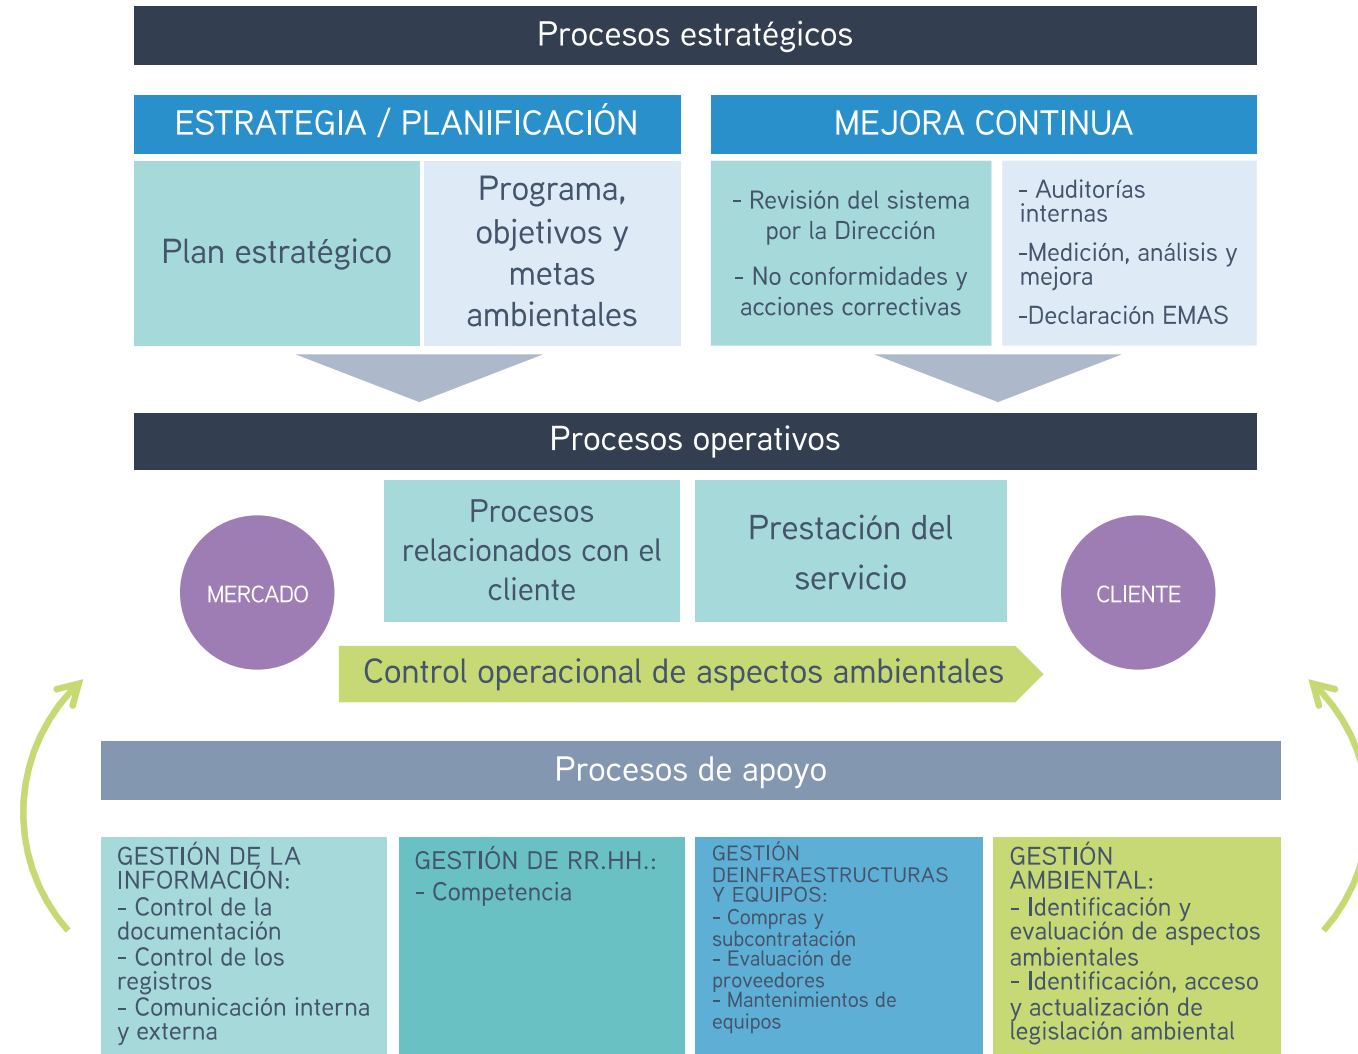 Procesos estratégicos
ESTRATEGIA / PLANIFICACIÓN
MEJORA CONTINUA
Plan estratégico
Programa,
objetivos y
metas
ambientales
- Revisión del sistema
por la Dirección
- No conformidades y
acciones correctivas
- Auditorías
internas
-Medición, análisis y
mejora
-Declaración EMAS
Procesos operativos
MERCADO
Procesos
relacionados con el
cliente
Prestación del
servicio
CLIENTE
Control operacional de aspectos ambientales
Procesos de apoyo
GESTIÓN DE LA
INFORMACIÓN:
- Control de la
documentación
- Control de los
registros
- Comunicación interna
y externa
GESTIÓN DE RR.HH.:
- Competencia
GESTIÓN
DEINFRAESTRUCTURAS
Y EQUIPOS:
- Compras y
subcontratación
- Evaluación de
proveedores
- Mantenimientos de
equipos
GESTIÓN
AMBIENTAL:
- Identificación y
evaluación de aspectos
ambientales
- Identificación, acceso
y actualización de
legislación ambiental